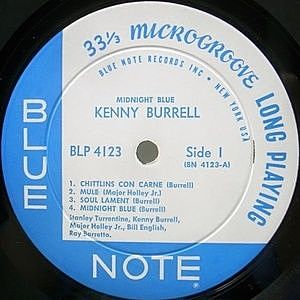 33⅓ MICROGROOVE LONG PLAYING
BLUE NOTE RECORDS INC • NEW YORK USA
MIDNIGHT BLUE
KENNY BURRELL
BLP 4123 Side 1
(BN 4123-A)
1. CHITTLINS CON CARNE (Burrell)
2. MULE (Major Holley Jr.)
3. SOUL LAMENT (Burrell)
4. MIDNIGHT BLUE (Burrell)
Stanley Turrentine, Kenny Burrell,
Major Holley Jr., Bill English,
Ray Barretto.
BLUE
NOTE